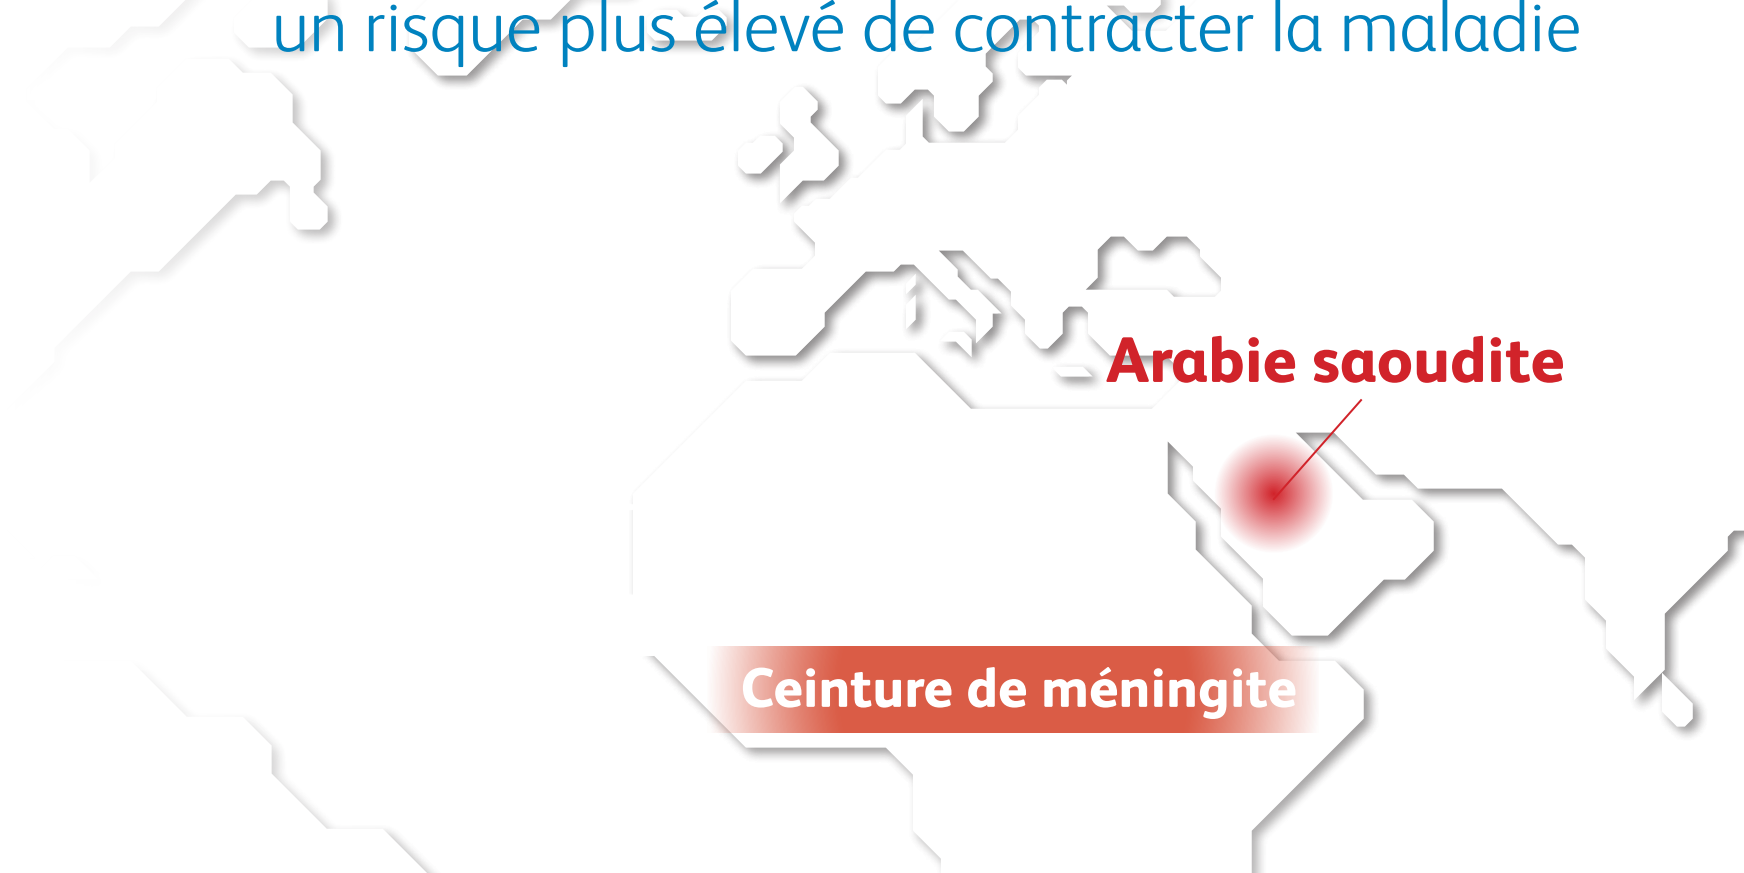 un risque plus élevé de contracter la maladie
Arabie saoudite
Ceinture de méningite